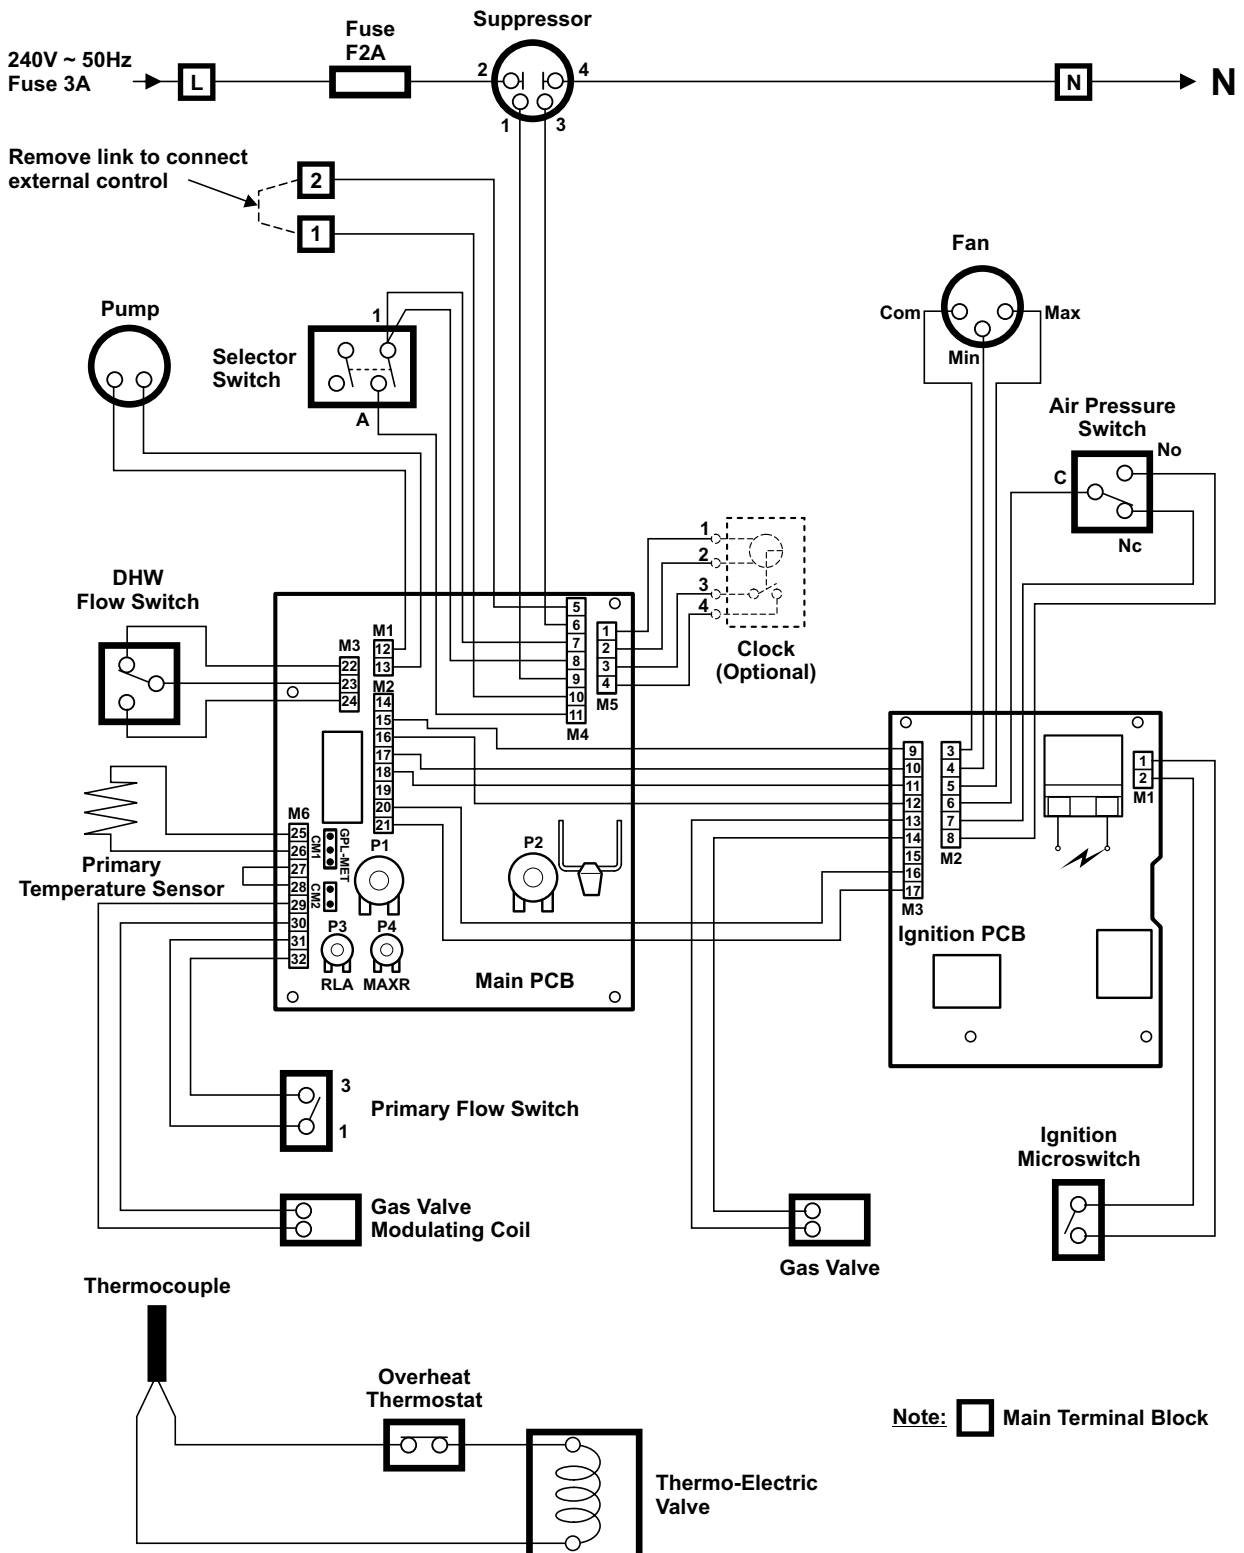 Suppressor
Fuse
F2A
240V ~ 50Hz
Fuse 3A
L
2
4
N
N
1
3
Remove link to connect
external control
2
1
Fan
Com
Max
Min
Pump
1
Selector
Switch
A
Air Pressure
Switch
No
C
Nc
1
2
3
4
Clock
(Optional)
DHW
Flow Switch
M3
22
23
24
M1
12
13
M2
14
15
16
17
18
19
20
21
5
6
7
8
9
10
11
M4
1
2
3
4
M5
Primary
Temperature Sensor
M6
25
26
27
28
29
30
31
32
CM1
GPL-MET
CM2
P1
P2
P3
P4
RLA
MAXR
Main PCB
9
10
11
12
13
14
15
16
17
M3
3
4
5
6
7
8
M2
1
2
M1
Ignition PCB
3
1
Primary Flow Switch
Gas Valve
Modulating Coil
Gas Valve
Ignition
Microswitch
Thermocouple
Overheat
Thermostat
Thermo-Electric
Valve
Note:
Main Terminal Block